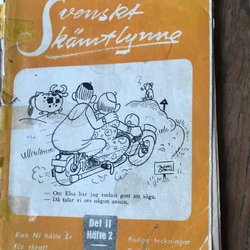 Svenskt
Skämtlynne
— Om Elsa har jag endast gott att säga.
— Då talar vi om något annat.
Del II
Häfte 2
Kan Ni hålla Er
för skratt
Roliga teckningar